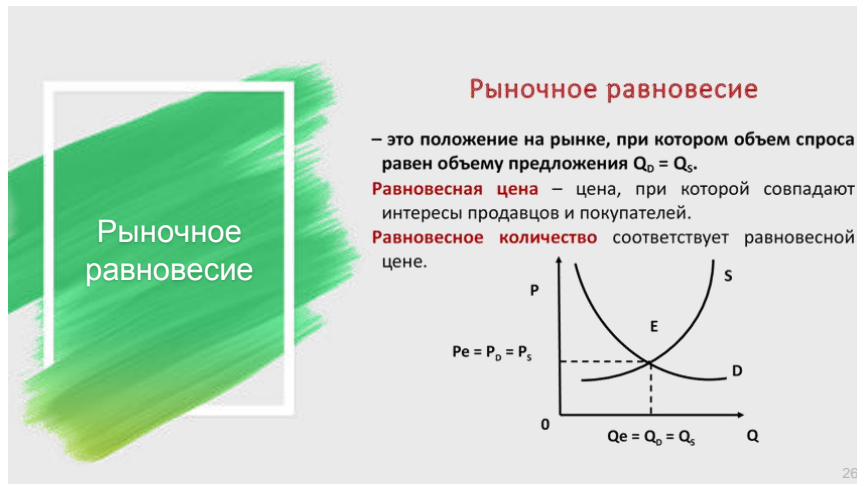 Рыночное
равновесие
Рыночное равновесие
– это положение на рынке, при котором объем спроса
равен объему предложения Q_D = Q_S.
Равновесная цена – цена, при которой совпадают
интересы продавцов и покупателей.
Равновесное количество соответствует равновесной
цене.
P
S
E
Pe = P_D = P_S
D
0
Qe = Q_D = Q_S
Q
26